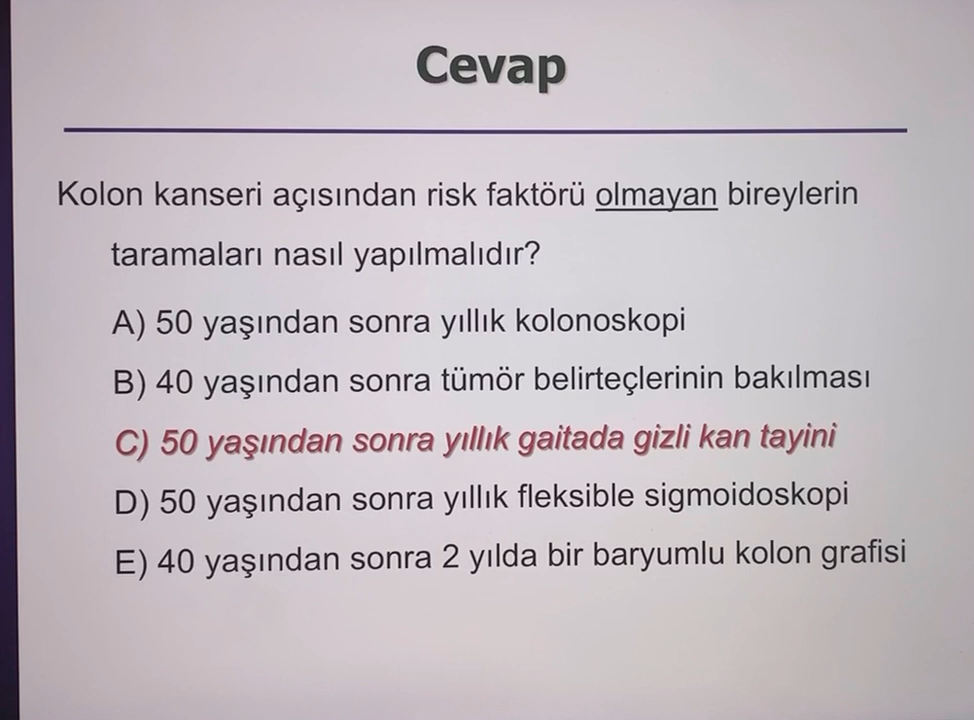 Cevap
Kolon kanseri açısından risk faktörü olmayan bireylerin
taramaları nasıl yapılmalıdır?
A) 50 yaşından sonra yıllık kolonoskopi
B) 40 yaşından sonra tümör belirteçlerinin bakılması
C) 50 yaşından sonra yıllık gaitada gizli kan tayini
D) 50 yaşından sonra yıllık fleksible sigmoidoskopi
E) 40 yaşından sonra 2 yılda bir baryumlu kolon grafisi